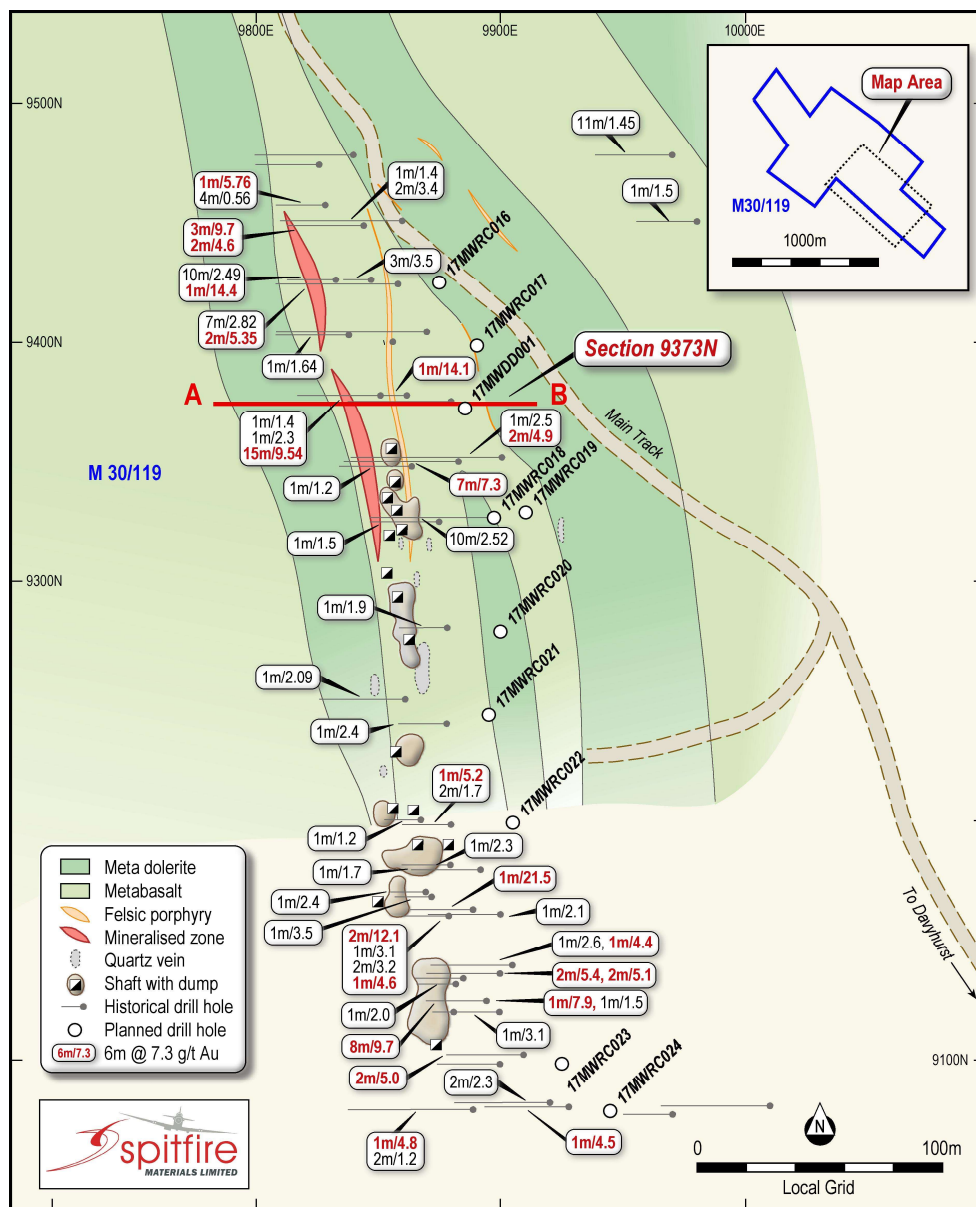 9800E
9900E
10000E
9500N
9400N
9300N
9100N
Map Area
M30/119
1000m
11m/1.45
1m/1.5
1m/1.4
2m/3.4
1m/5.76
4m/0.56
3m/9.7
2m/4.6
3m/3.5
10m/2.49
1m/14.4
7m/2.82
2m/5.35
1m/1.64
17MWRC016
17MWRC017
17MWDD001
Section 9373N
1m/14.1
A
B
1m/1.4
1m/2.3
15m/9.54
1m/2.5
2m/4.9
Main Track
M 30/119
1m/1.2
7m/7.3
17MWRC018
17MWRC019
1m/1.5
10m/2.52
1m/1.9
17MWRC020
1m/2.09
17MWRC021
1m/2.4
1m/5.2
2m/1.7
17MWRC022
1m/1.2
1m/2.3
1m/1.7
1m/21.5
1m/2.4
1m/3.5
1m/2.1
2m/12.1
1m/3.1
2m/3.2
1m/4.6
1m/2.6, 1m/4.4
2m/5.4, 2m/5.1
1m/7.9, 1m/1.5
1m/2.0
1m/3.1
8m/9.7
2m/5.0
2m/2.3
17MWRC023
17MWRC024
1m/4.8
2m/1.2
1m/4.5
To Davyhurst
Meta dolerite
Metabasalt
Felsic porphyry
Mineralised zone
Quartz vein
Shaft with dump
Historical drill hole
Planned drill hole
6m/7.3 6m @ 7.3 g/t Au
spitfire
MATERIALS LIMITED
N
0 100m
Local Grid